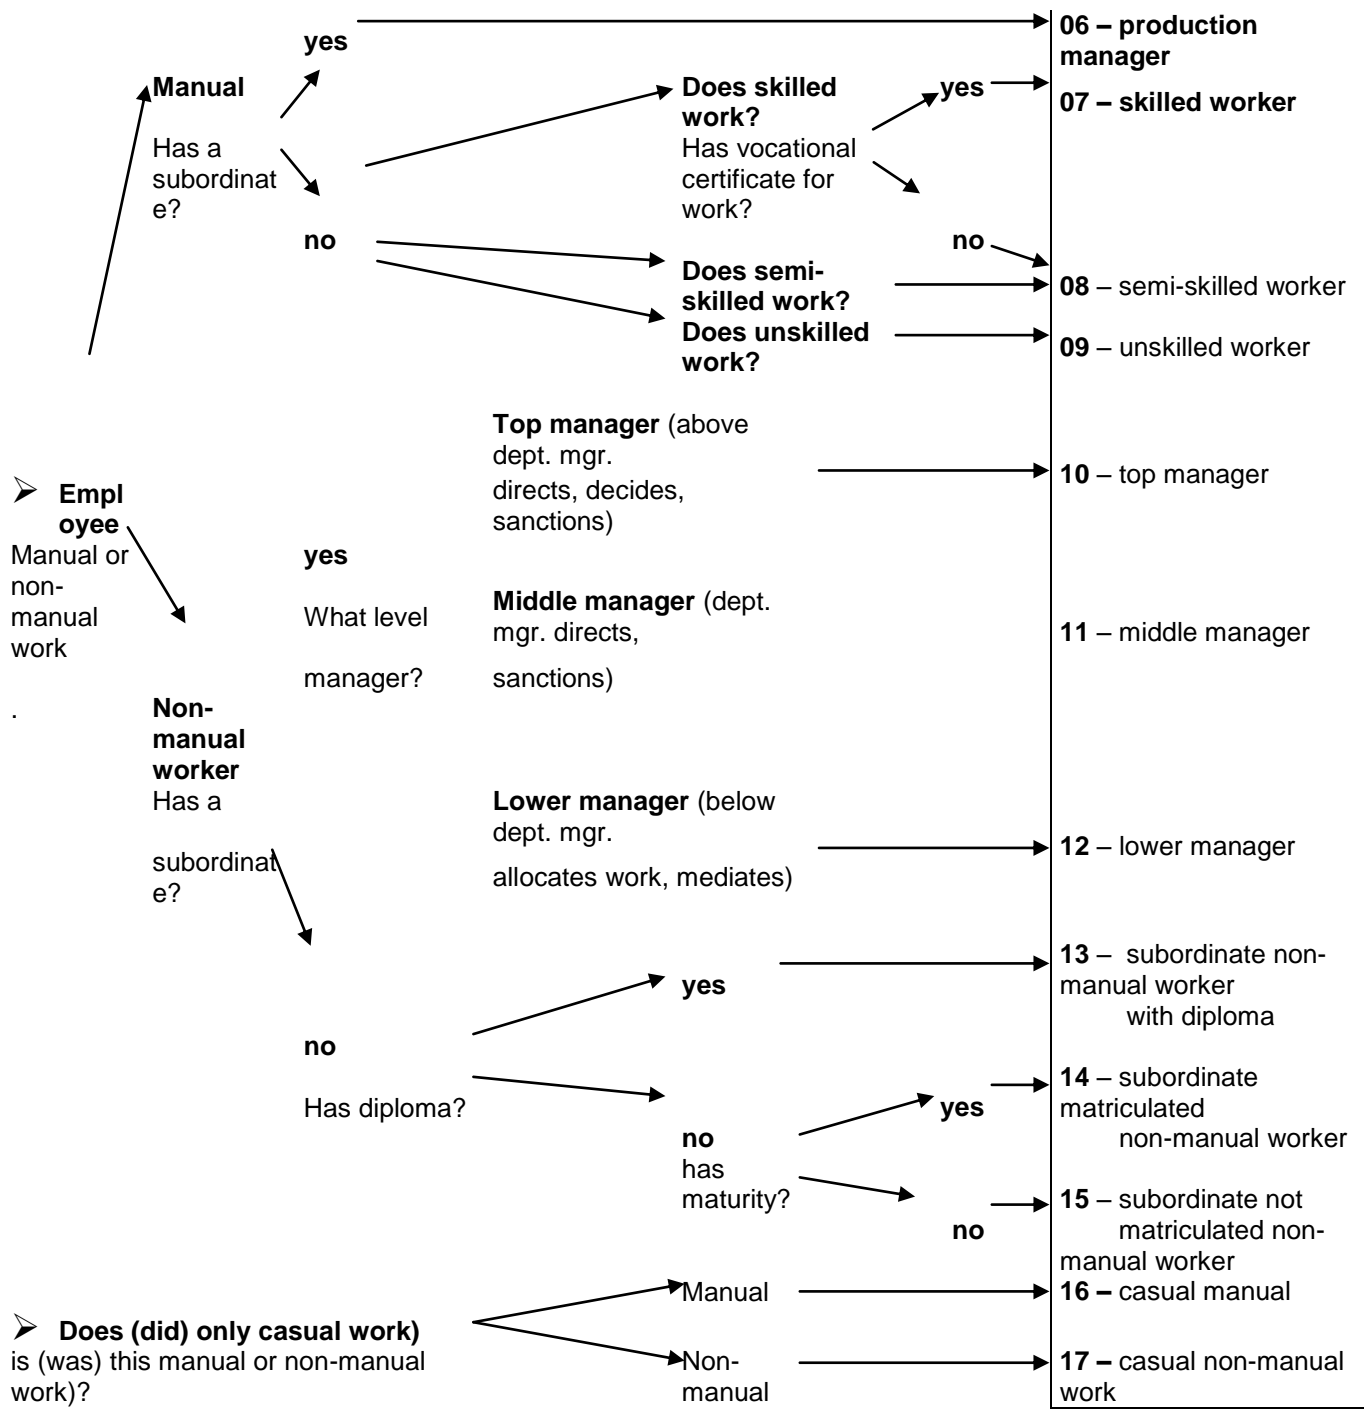 yes
06 – production
manager
Manual
Does skilled
work?
yes
07 – skilled worker
Has a
subordinat
e?
Has vocational
certificate for
work?
no
no
Does semi-
skilled work?
08 – semi-skilled worker
Does unskilled
work?
09 – unskilled worker
Top manager (above
dept. mgr.
directs, decides,
sanctions)
10 – top manager
➢ Empl
oyee
Manual or
non-
manual
work
.
yes
What level
manager?
Middle manager (dept.
mgr. directs,
sanctions)
11 – middle manager
Non-
manual
worker
Has a
subordinat
e?
Lower manager (below
dept. mgr.
allocates work, mediates)
12 – lower manager
yes
13 – subordinate non-
manual worker
with diploma
no
Has diploma?
no
has
maturity?
yes
14 – subordinate
matriculated
non-manual worker
no
15 – subordinate not
matriculated non-
manual worker
➢ Does (did) only casual work)
is (was) this manual or non-manual
work)?
Manual
16 – casual manual
Non-
manual
17 – casual non-manual
work